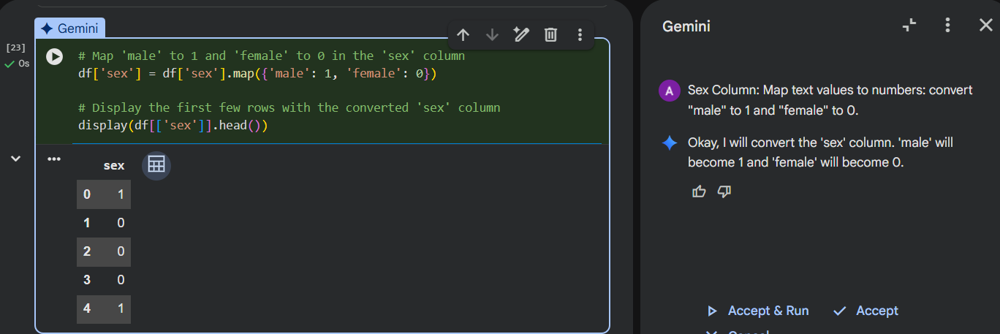 Gemini
[23]
0s
# Map 'male' to 1 and 'female' to 0 in the 'sex' column
df['sex'] = df['sex'].map({'male': 1, 'female': 0})
# Display the first few rows with the converted 'sex' column
display(df[['sex']].head())
sex
0 1
1 0
2 0
3 0
4 1
Gemini
A
Sex Column: Map text values to numbers: convert
"male" to 1 and "female" to 0.
Okay, I will convert the 'sex' column. 'male' will
become 1 and 'female' will become 0.
Accept & Run
Accept
Cancel